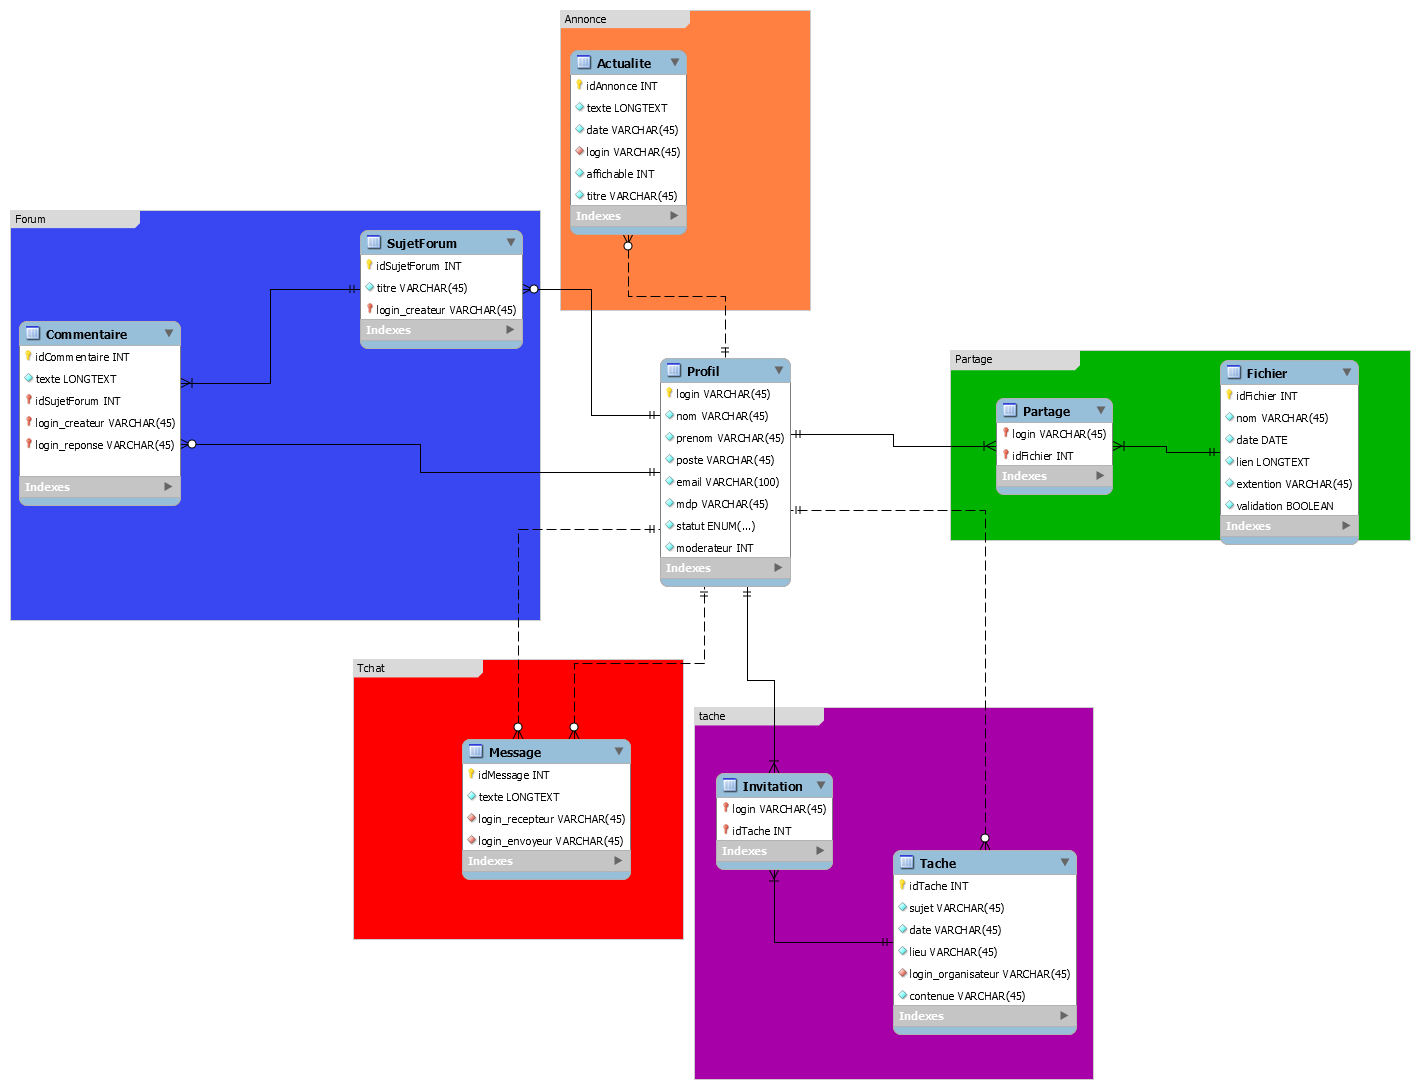 Annonce
Actualite
idAnnonce INT
texte LONGTEXT
date VARCHAR(45)
login VARCHAR(45)
affichable INT
titre VARCHAR(45)
Indexes
Forum
SujetForum
idSujetForum INT
titre VARCHAR(45)
login_createur VARCHAR(45)
Indexes
Commentaire
idCommentaire INT
texte LONGTEXT
idSujetForum INT
login_createur VARCHAR(45)
login_reponse VARCHAR(45)
Indexes
Profil
login VARCHAR(45)
nom VARCHAR(45)
prenom VARCHAR(45)
poste VARCHAR(45)
email VARCHAR(100)
mdp VARCHAR(45)
statut ENUM(...)
moderateur INT
Indexes
Partage
Partage
login VARCHAR(45)
idFichier INT
Indexes
Fichier
idFichier INT
nom VARCHAR(45)
date DATE
lien LONGTEXT
extention VARCHAR(45)
validation BOOLEAN
Indexes
Tchat
Message
idMessage INT
texte LONGTEXT
login_recepteur VARCHAR(45)
login_envoyeur VARCHAR(45)
Indexes
tache
Invitation
login VARCHAR(45)
idTache INT
Indexes
Tache
idTache INT
sujet VARCHAR(45)
date VARCHAR(45)
lieu VARCHAR(45)
login_organisateur VARCHAR(45)
contenue VARCHAR(45)
Indexes